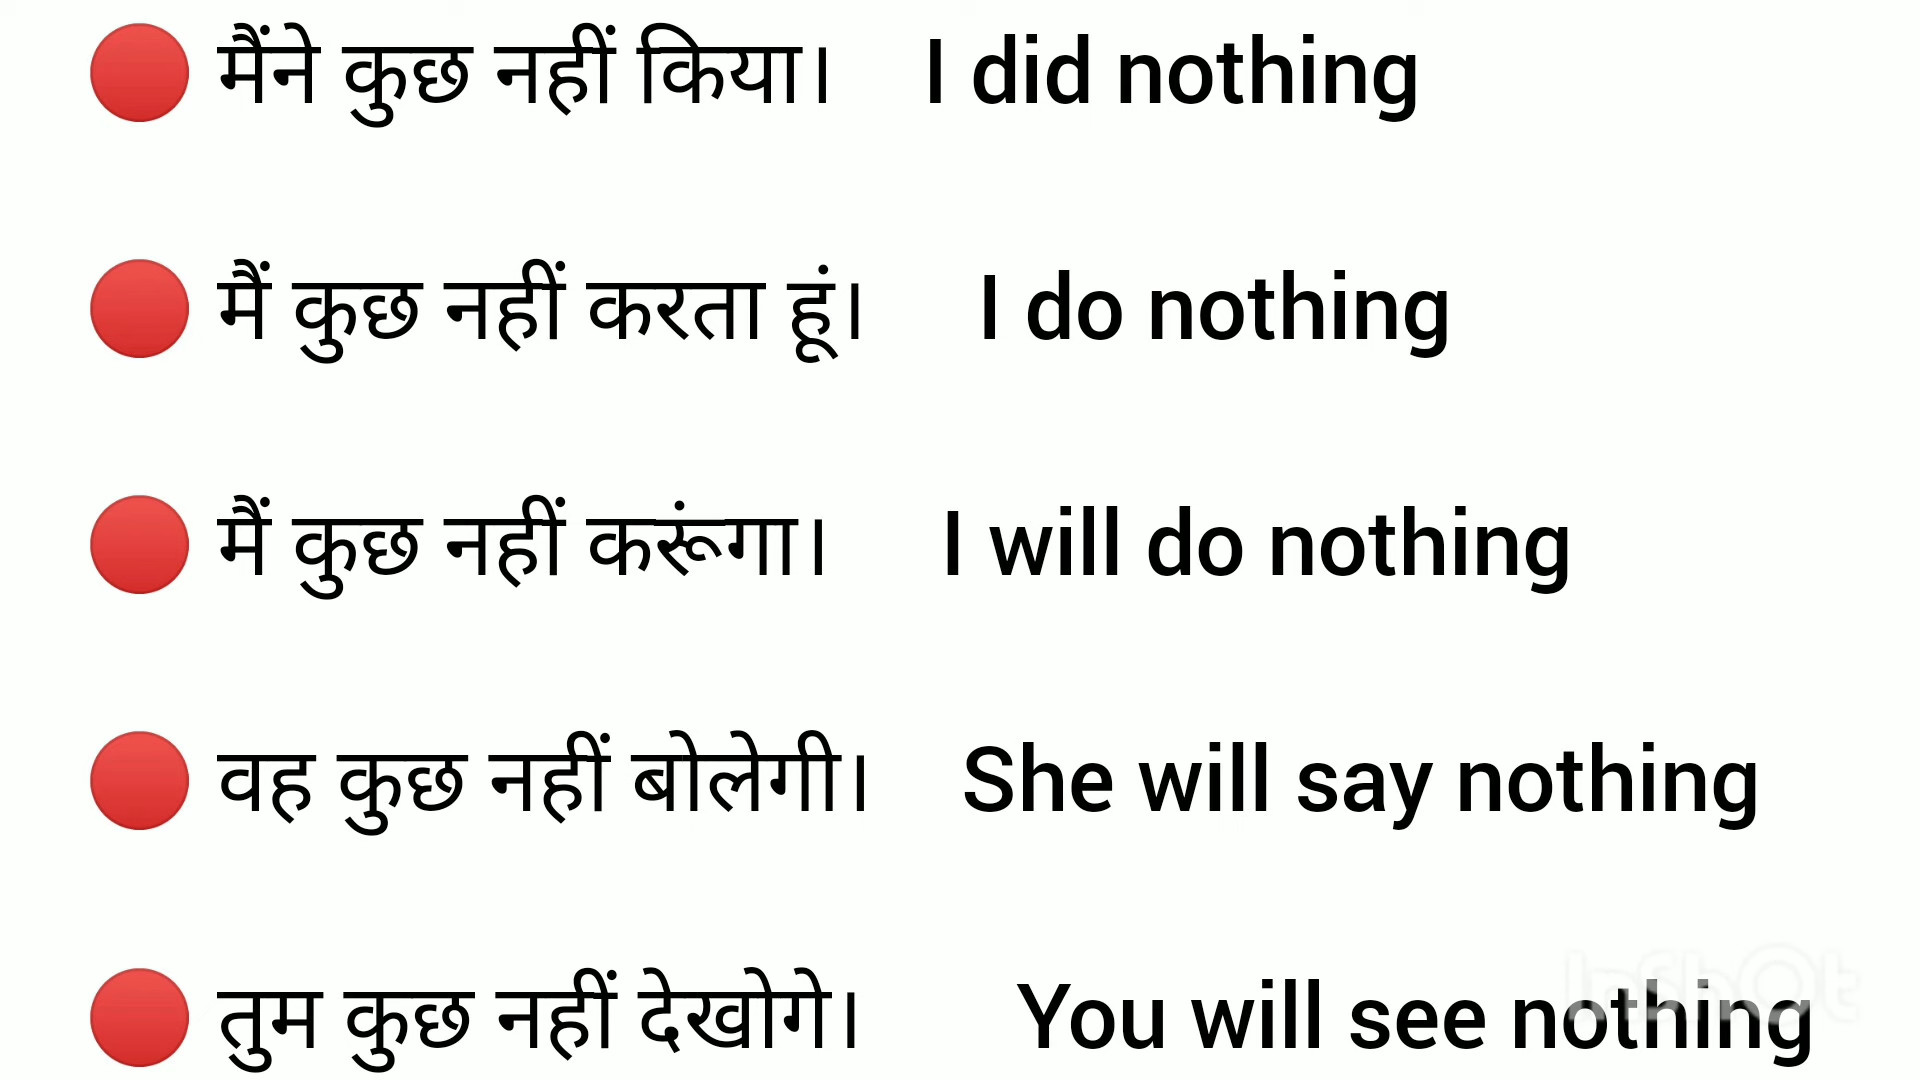 🔴 मैंने कुछ नहीं किया। I did nothing
🔴 मैं कुछ नहीं करता हूं। I do nothing
🔴 मैं कुछ नहीं करूंगा। I will do nothing
🔴 वह कुछ नहीं बोलेगी। She will say nothing
🔴 तुम कुछ नहीं देखोगे। You will see nothing
InShOt